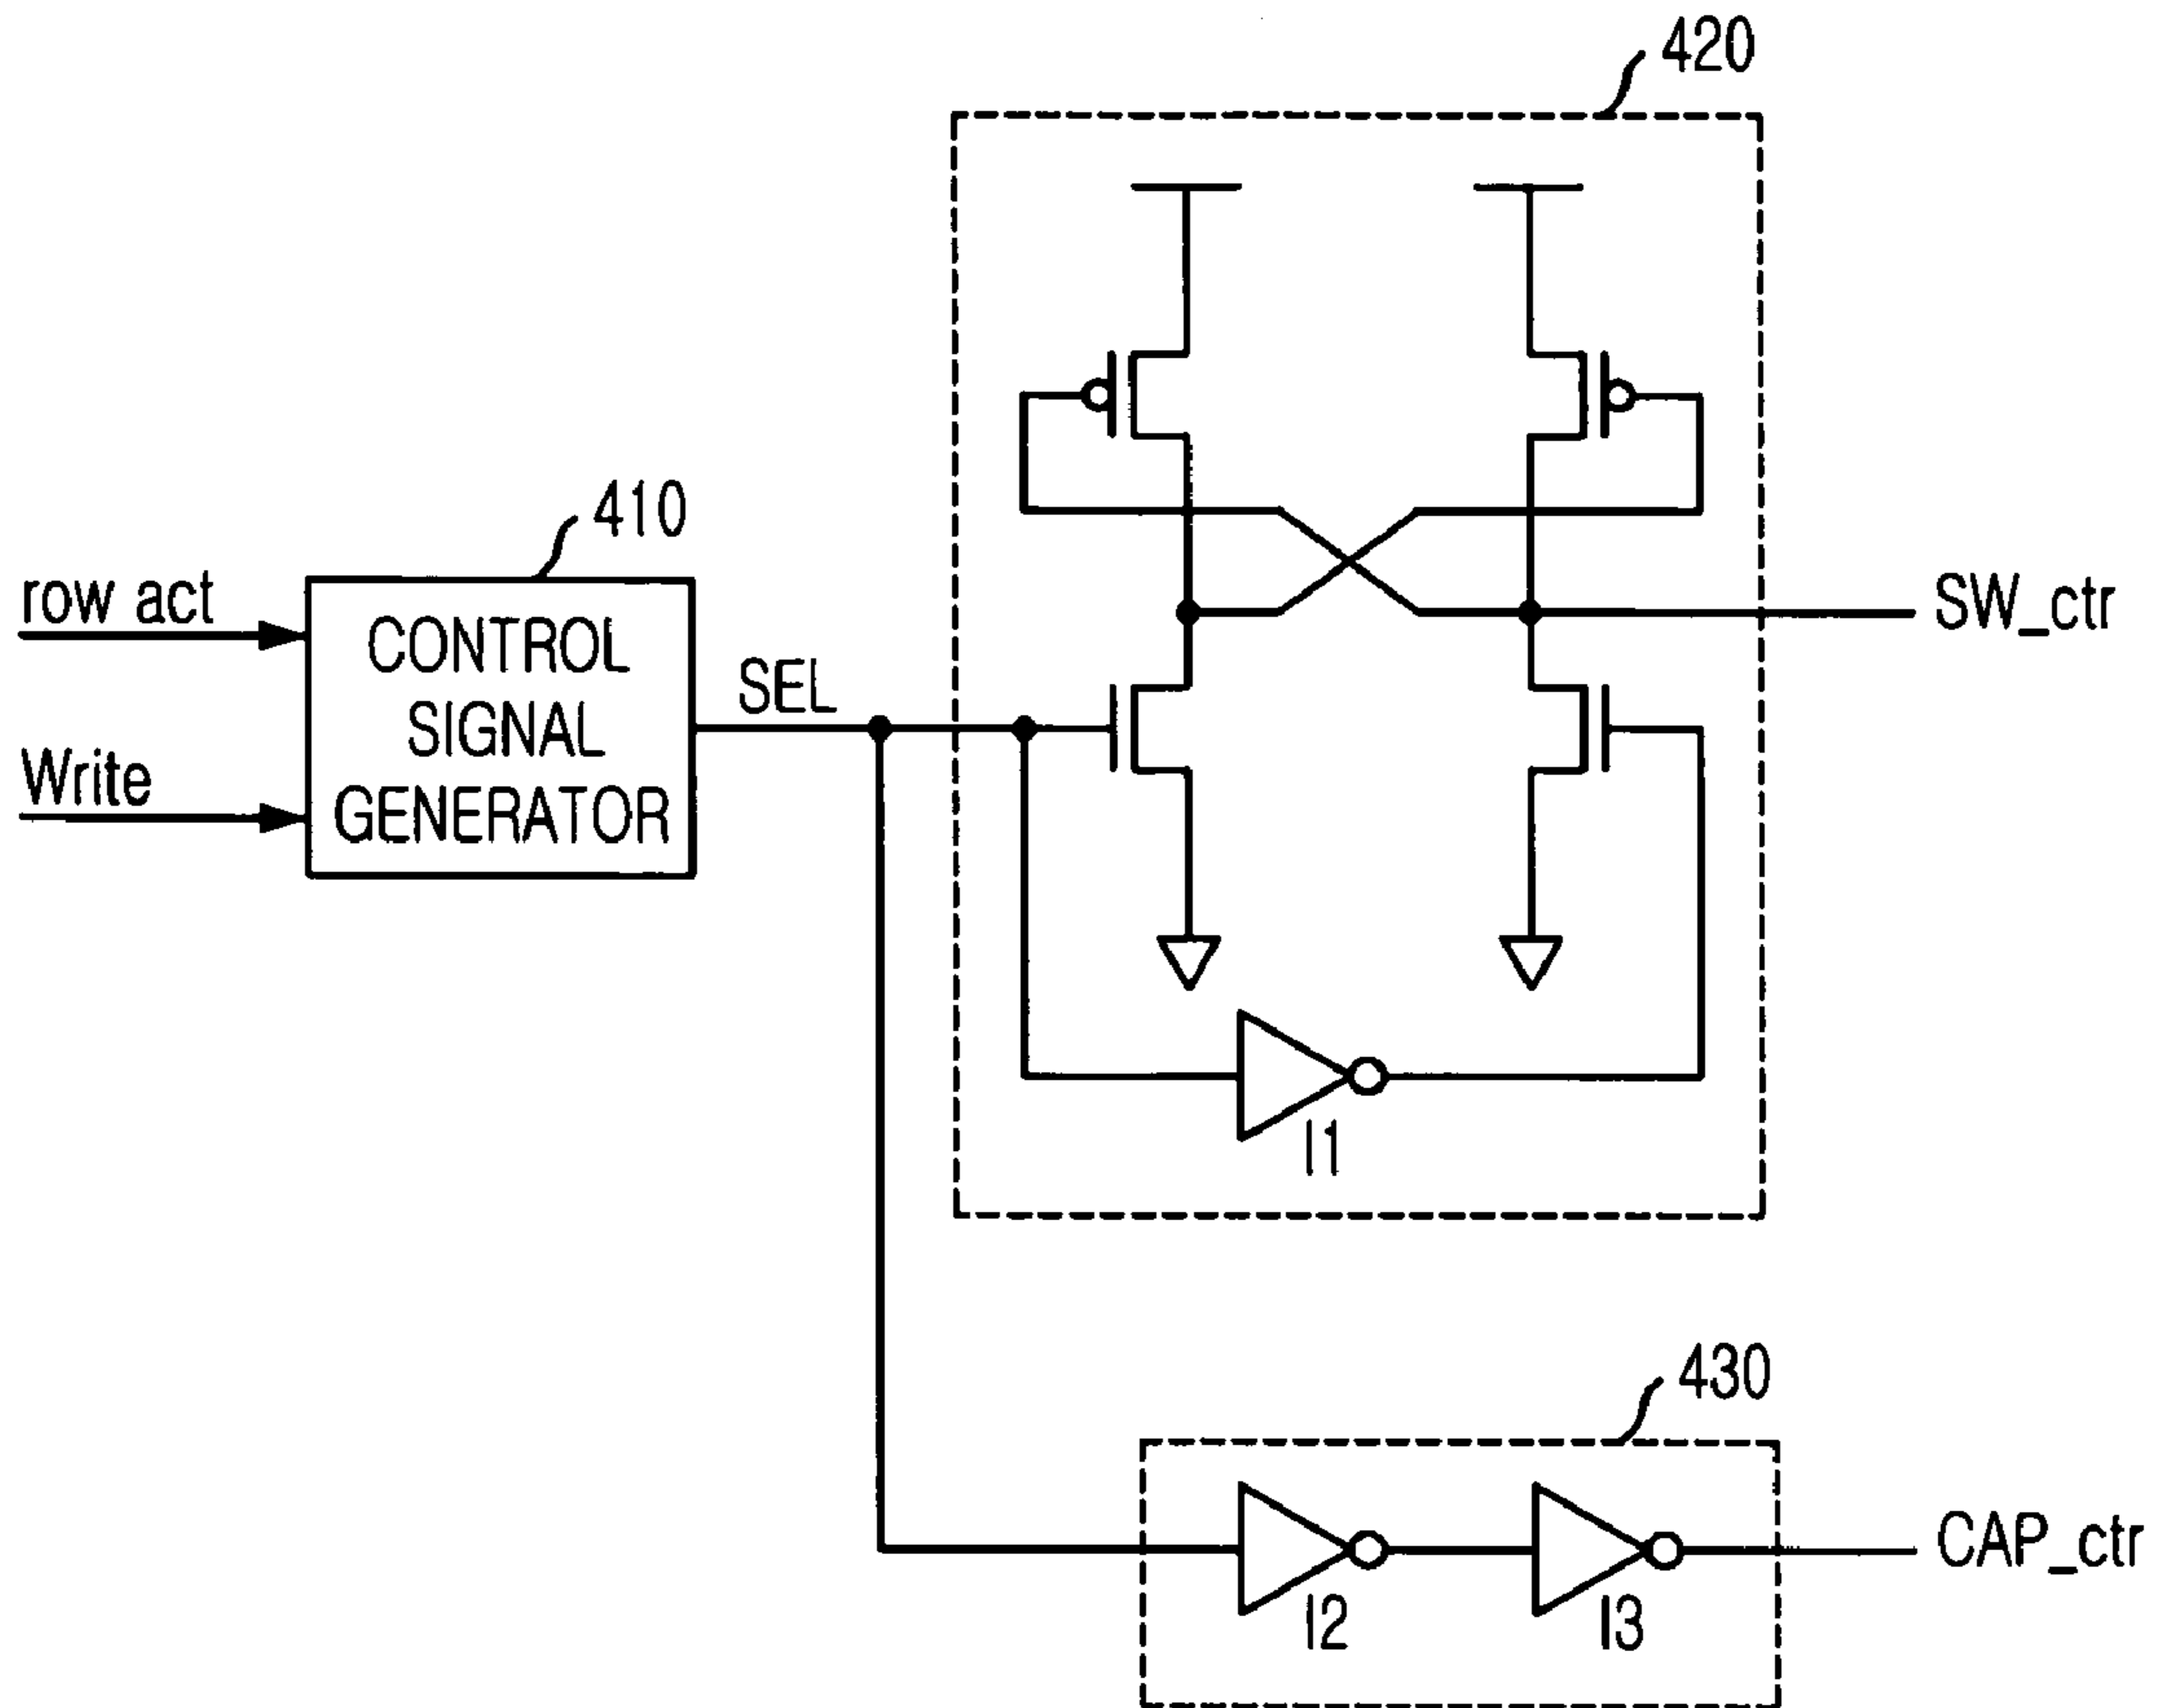 420
410
row act
CONTROL
SIGNAL
GENERATOR
Write
SEL
SW_ctr
I1
430
CAP_ctr
I2
I3